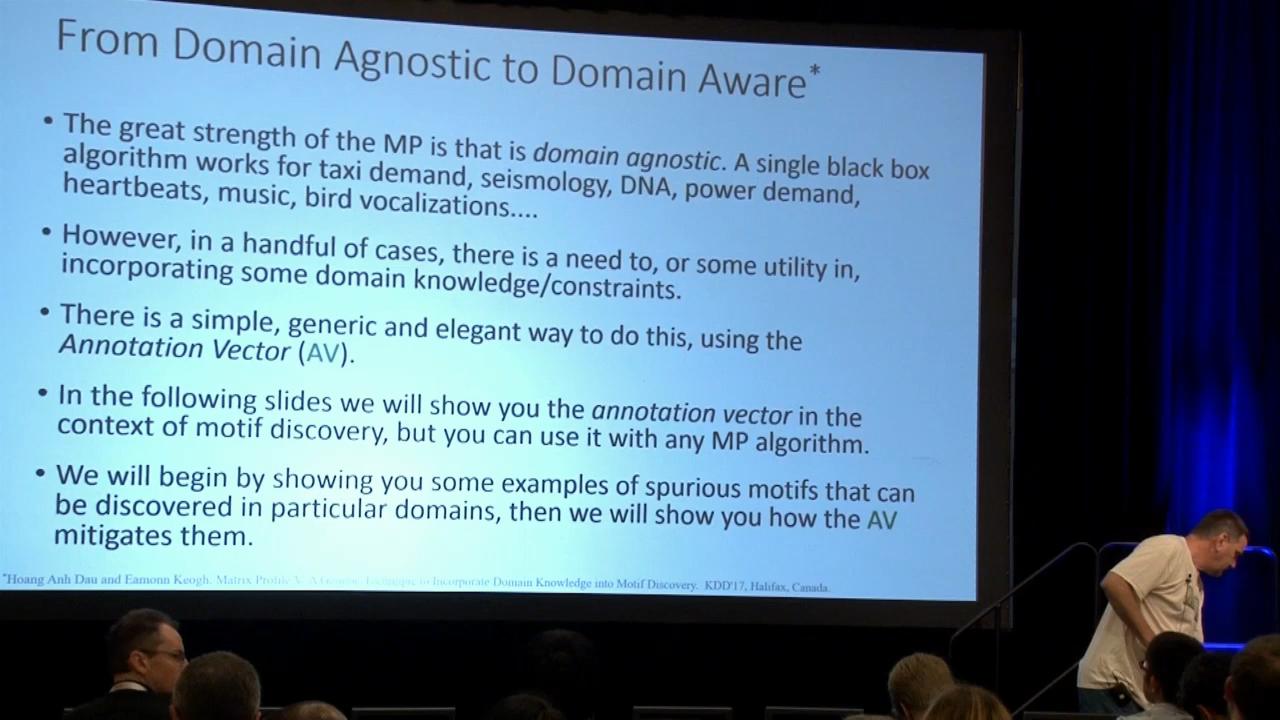 From Domain Agnostic to Domain Aware*
• The great strength of the MP is that is domain agnostic. A single black box
algorithm works for taxi demand, seismology, DNA, power demand,
heartbeats, music, bird vocalizations....
• However, in a handful of cases, there is a need to, or some utility in,
incorporating some domain knowledge/constraints.
• There is a simple, generic and elegant way to do this, using the
Annotation Vector (AV).
• In the following slides we will show you the annotation vector in the
context of motif discovery, but you can use it with any MP algorithm.
• We will begin by showing you some examples of spurious motifs that can
be discovered in particular domains, then we will show you how the AV
mitigates them.
*Hoang Anh Dau and Eamonn Keogh. Matrix Profile V: A Generic Technique to Incorporate Domain Knowledge into Motif Discovery. KDD'17, Halifax, Canada.